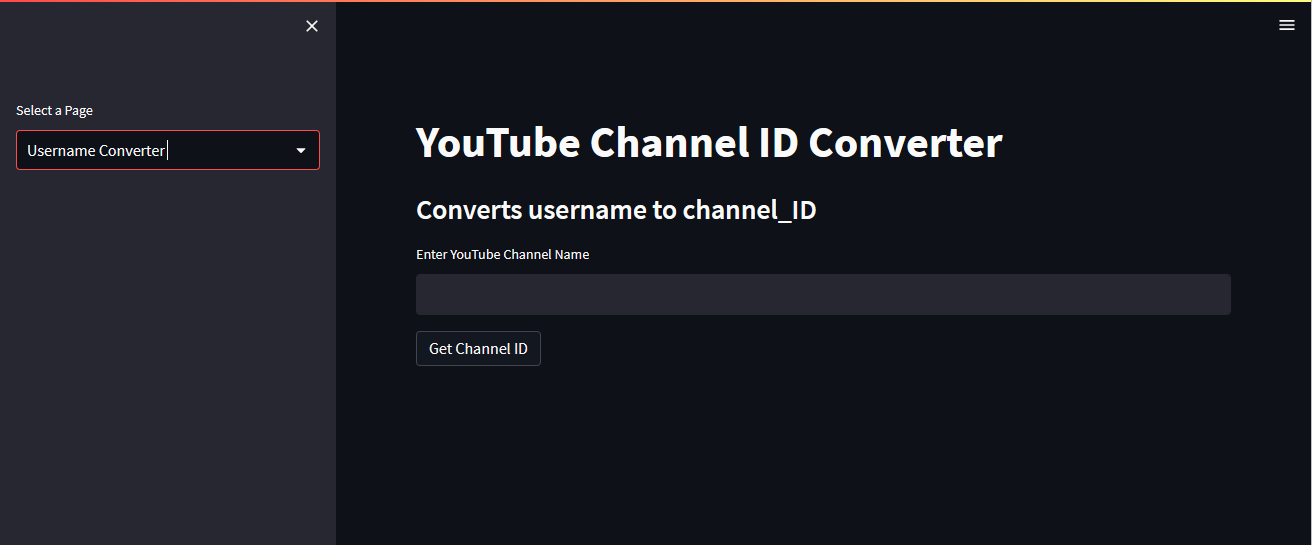 Select a Page
Username Converter
YouTube Channel ID Converter
Converts username to channel_ID
Enter YouTube Channel Name
Get Channel ID